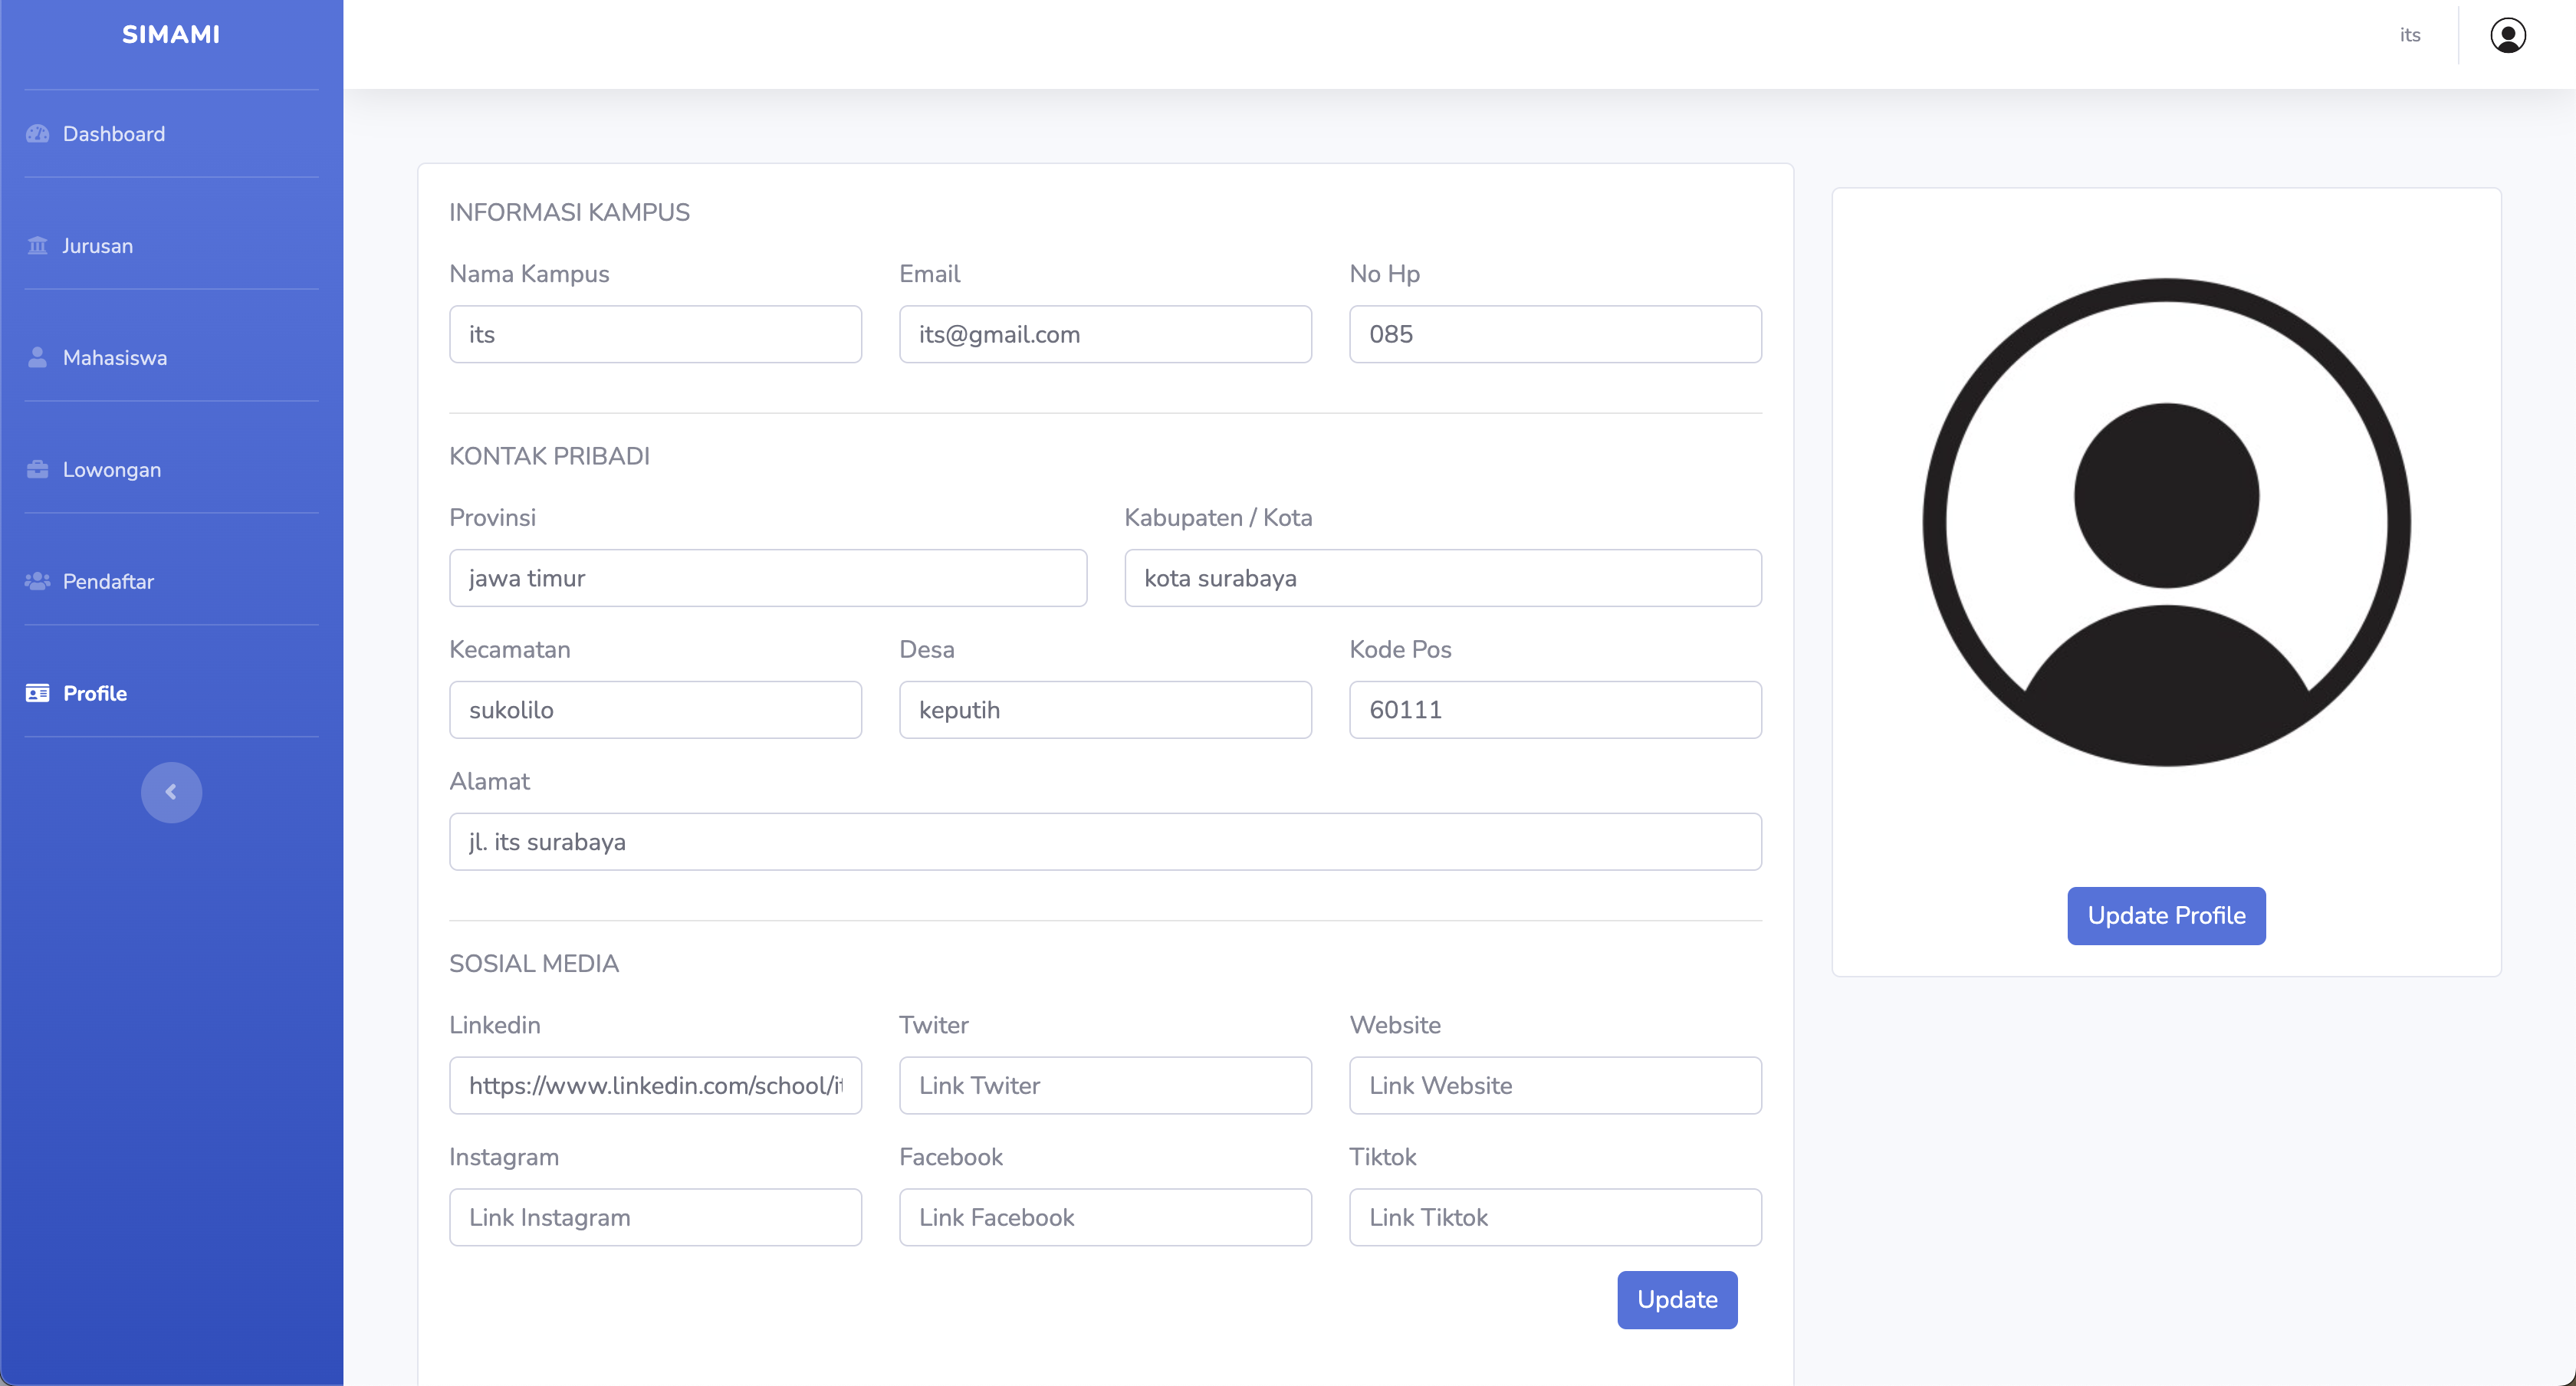 SIMAMI
its
Dashboard
Jurusan
Mahasiswa
Lowongan
Pendaftar
Profile
INFORMASI KAMPUS
Nama Kampus Email No Hp
its its@gmail.com 085
KONTAK PRIBADI
Provinsi Kabupaten / Kota
jawa timur kota surabaya
Kecamatan Desa Kode Pos
sukolilo keputih 60111
Alamat
jl. its surabaya
SOSIAL MEDIA
Linkedin Twiter Website
https://www.linkedin.com/school/it Link Twiter Link Website
Instagram Facebook Tiktok
Link Instagram Link Facebook Link Tiktok
Update
Update Profile